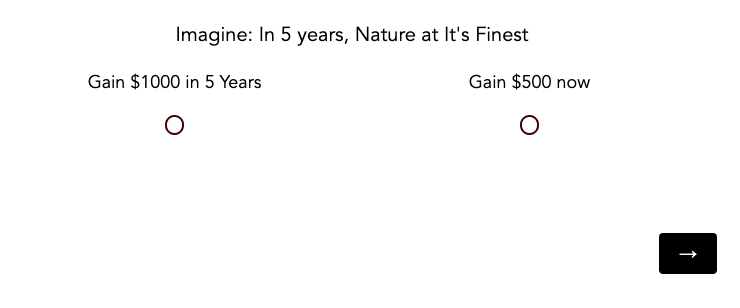 Imagine: In 5 years, Nature at It's Finest
Gain $1000 in 5 Years
Gain $500 now
→